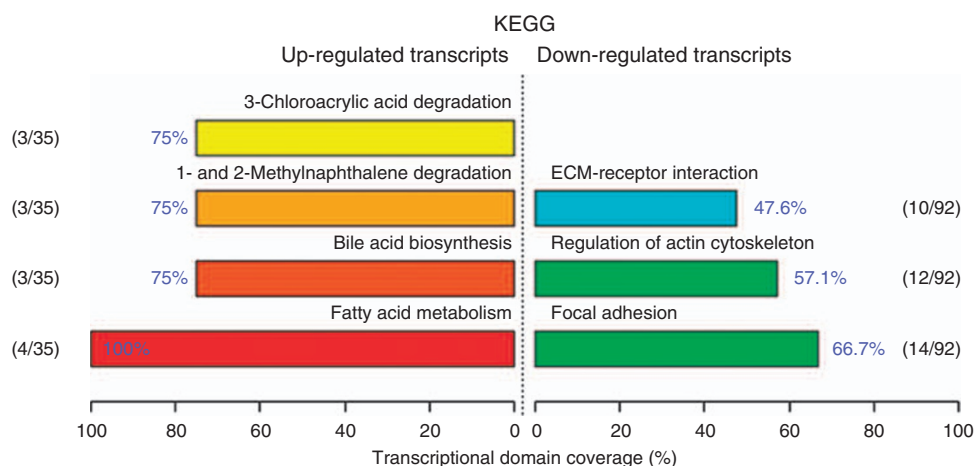 KEGG
Up-regulated transcripts Down-regulated transcripts
3-Chloroacrylic acid degradation
(3/35) 75%
1- and 2-Methylnaphthalene degradation ECM-receptor interaction
(3/35) 75% 47.6% (10/92)
Bile acid biosynthesis Regulation of actin cytoskeleton
(3/35) 75% 57.1% (12/92)
Fatty acid metabolism Focal adhesion
(4/35) 100% 66.7% (14/92)
100 80 60 40 20 0 0 20 40 60 80 100
Transcriptional domain coverage (%)